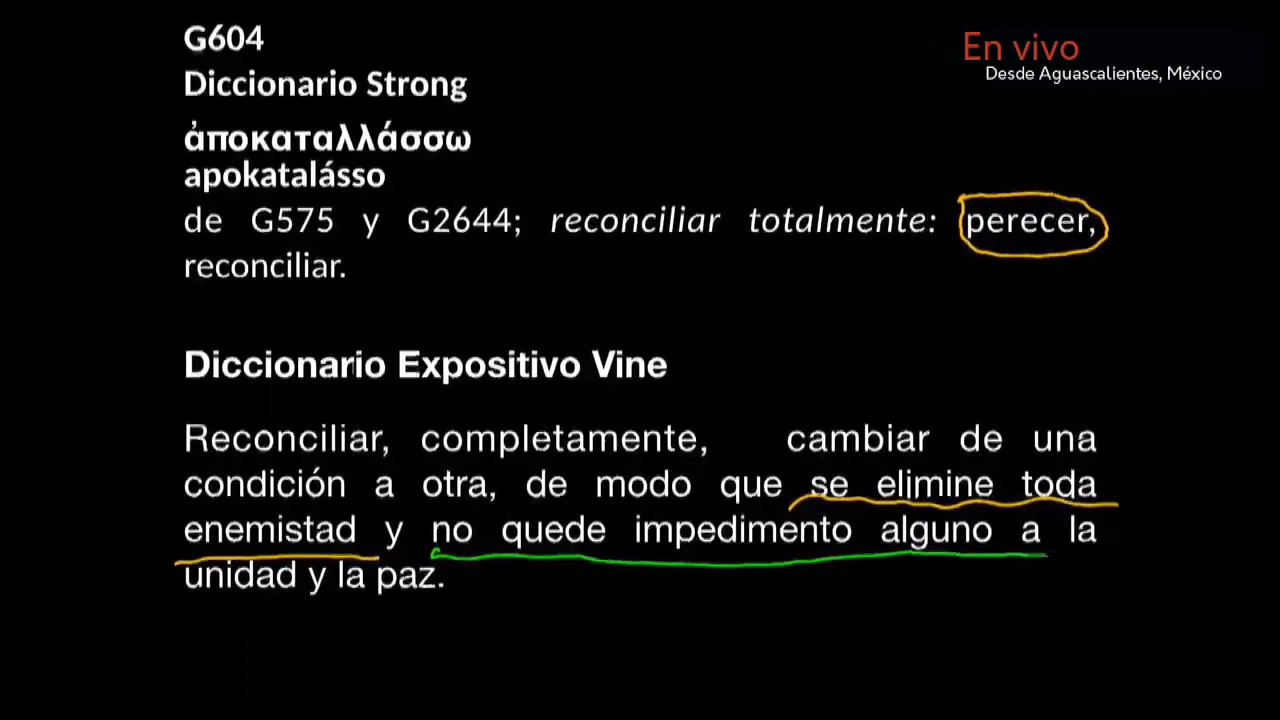 G604
En vivo
Diccionario Strong
Desde Aguascalientes, México
ἀποκαταλλάσσω
apokatalásso
de G575 y G2644; reconciliar totalmente: perecer,
reconciliar.
Diccionario Expositivo Vine
Reconciliar, completamente, cambiar de una
condición a otra, de modo que se elimine toda
enemistad y no quede impedimento alguno a la
unidad y la paz.